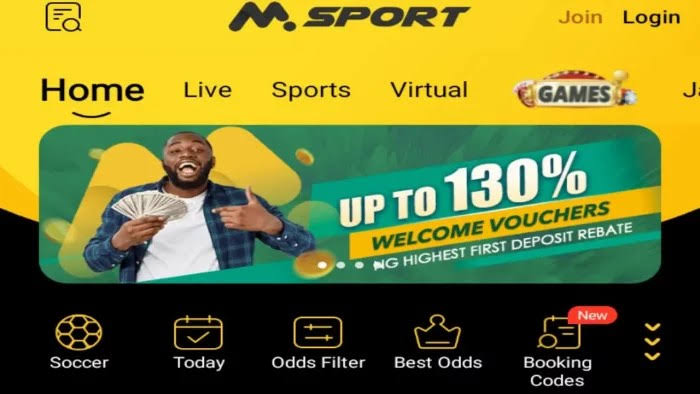 M.SPORT
Join Login
Home Live Sports Virtual GAMES
UP TO 130%
WELCOME VOUCHERS
NG HIGHEST FIRST DEPOSIT REBATE
New
Soccer Today Odds Filter Best Odds Booking
Codes